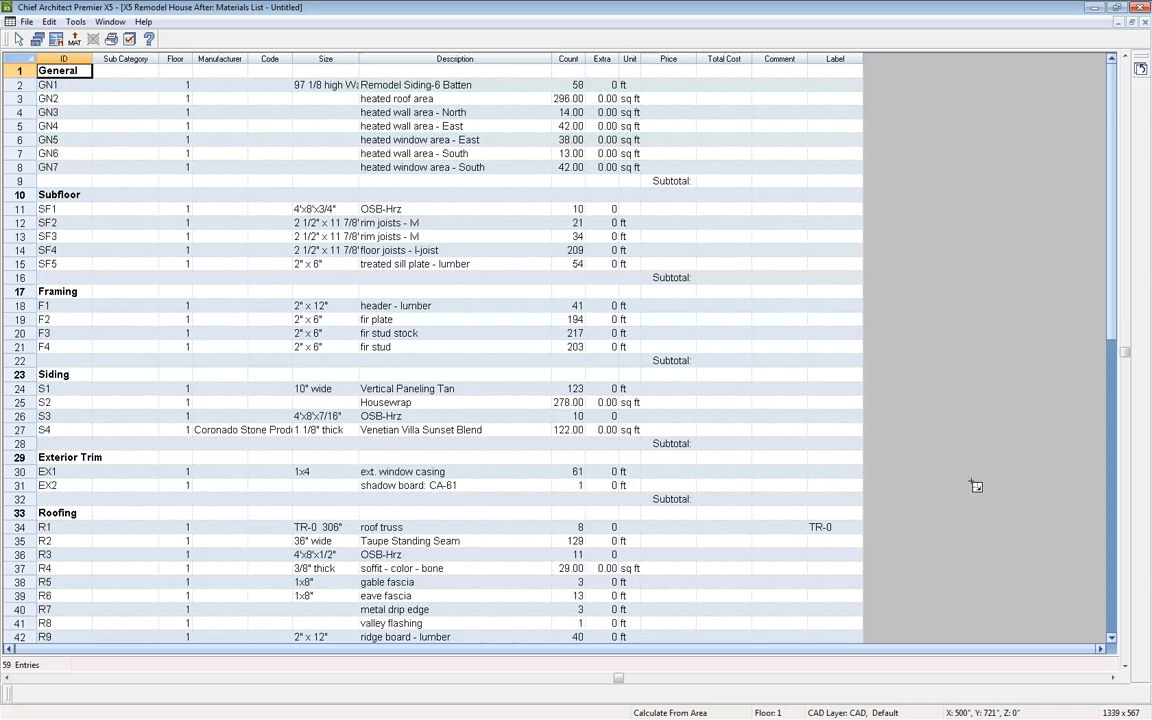 Chief Architect Premier X5 - [X5 Remodel House After: Materials List - Untitled]
File Edit Tools Window Help
MAT
ID Sub Category Floor Manufacturer Code Size Description Count Extra Unit Price Total Cost Label
1 General
2 GN1 1 97 1/8 high Wa Remodel Siding-6 Batten 58 0 ft
3 GN2 1 heated roof area 296.00 0.00 sq ft
4 GN3 1 heated wall area - North 14.00 0.00 sq ft
5 GN4 1 heated wall area - East 42.00 0.00 sq ft
6 GN5 1 heated window area - East 38.00 0.00 sq ft
7 GN6 1 heated wall area - South 13.00 0.00 sq ft
8 GN7 1 heated window area - South 42.00 0.00 sq ft
9 Subtotal:
10 Subfloor
11 SF1 1 4'x8'x3/4" OSB-Hrz 10 0
12 SF2 1 2 1/2" x 11 7/8" rim joists - M 21 0 ft
13 SF3 1 2 1/2" x 11 7/8" rim joists - M 34 0 ft
14 SF4 1 2 1/2" x 11 7/8" floor joists - I-joist 209 0 ft
15 SF5 1 2" x 6" treated sill plate - lumber 54 0 ft
16 Subtotal:
17 Framing
18 F1 1 2" x 12" header - lumber 41 0 ft
19 F2 1 2" x 6" fir plate 194 0 ft
20 F3 1 2" x 6" fir stud stock 217 0 ft
21 F4 1 2" x 6" fir stud 203 0 ft
22 Subtotal:
23 Siding
24 S1 1 10" wide Vertical Paneling Tan 123 0 ft
25 S2 1 Housewrap 278.00 0.00 sq ft
26 S3 1 4'x8'x7/16" OSB-Hrz 10 0
27 S4 1 Coronado Stone Produ 1 1/8" thick Venetian Villa Sunset Blend 122.00 0.00 sq ft
28 Subtotal:
29 Exterior Trim
30 EX1 1 1x4 ext. window casing 61 0 ft
31 EX2 1 shadow board: CA-61 1 0 ft
32 Subtotal:
33 Roofing
34 R1 1 TR-0 306" roof truss 8 0 TR-0
35 R2 1 36" wide Taupe Standing Seam 129 0 ft
36 R3 1 4'x8'x1/2" OSB-Hrz 11 0
37 R4 1 3/8" thick soffit - color - bone 29.00 0.00 sq ft
38 R5 1 1x8" gable fascia 3 0 ft
39 R6 1 1x8" eave fascia 13 0 ft
40 R7 1 metal drip edge 3 0 ft
41 R8 1 valley flashing 1 0 ft
42 R9 1 2" x 12" ridge board - lumber 40 0 ft
59 Entries
Calculate From Area Floor: 1 CAD Layer: CAD, Default X: 500", Y: 721", Z: 0" 1339 x 567